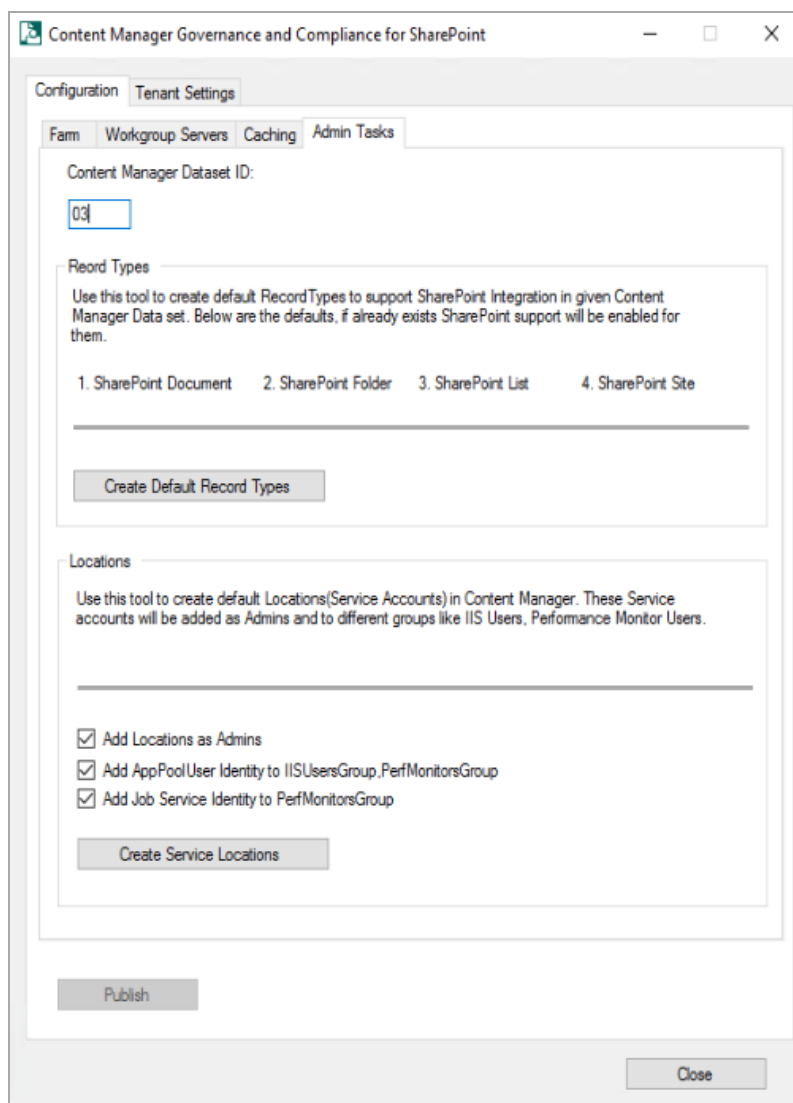 Content Manager Governance and Compliance for SharePoint
Configuration Tenant Settings
Farm Workgroup Servers Caching Admin Tasks
Content Manager Dataset ID:
03
Reord Types
Use this tool to create default RecordTypes to support SharePoint Integration in given Content
Manager Data set. Below are the defaults, if already exists SharePoint support will be enabled for
them.
1. SharePoint Document 2. SharePoint Folder 3. SharePoint List 4. SharePoint Site
Create Default Record Types
Locations
Use this tool to create default Locations(Service Accounts) in Content Manager. These Service
accounts will be added as Admins and to different groups like IIS Users, Performance Monitor Users.
Add Locations as Admins
Add AppPoolUser Identity to IISUsersGroup,PerfMonitorsGroup
Add Job Service Identity to PerfMonitorsGroup
Create Service Locations
Publish
Close